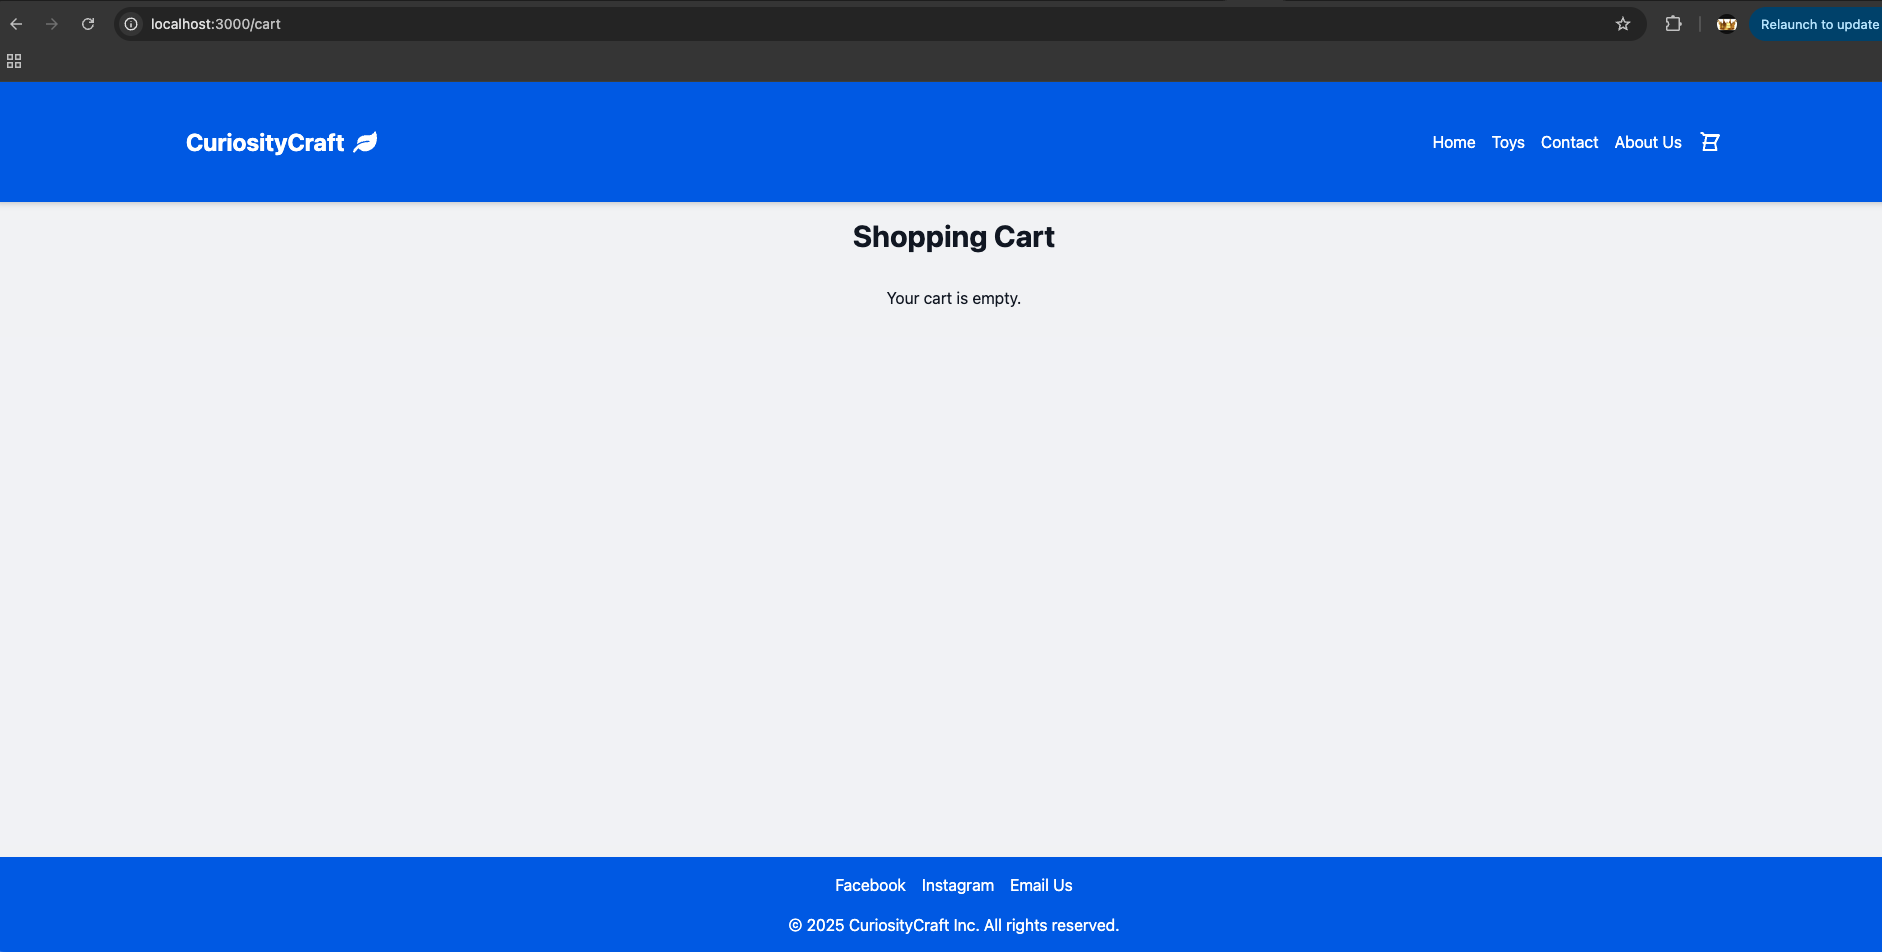 localhost:3000/cart
Relaunch to update
CuriosityCraft
Home Toys Contact About Us
Shopping Cart
Your cart is empty.
Facebook Instagram Email Us
© 2025 CuriosityCraft Inc. All rights reserved.